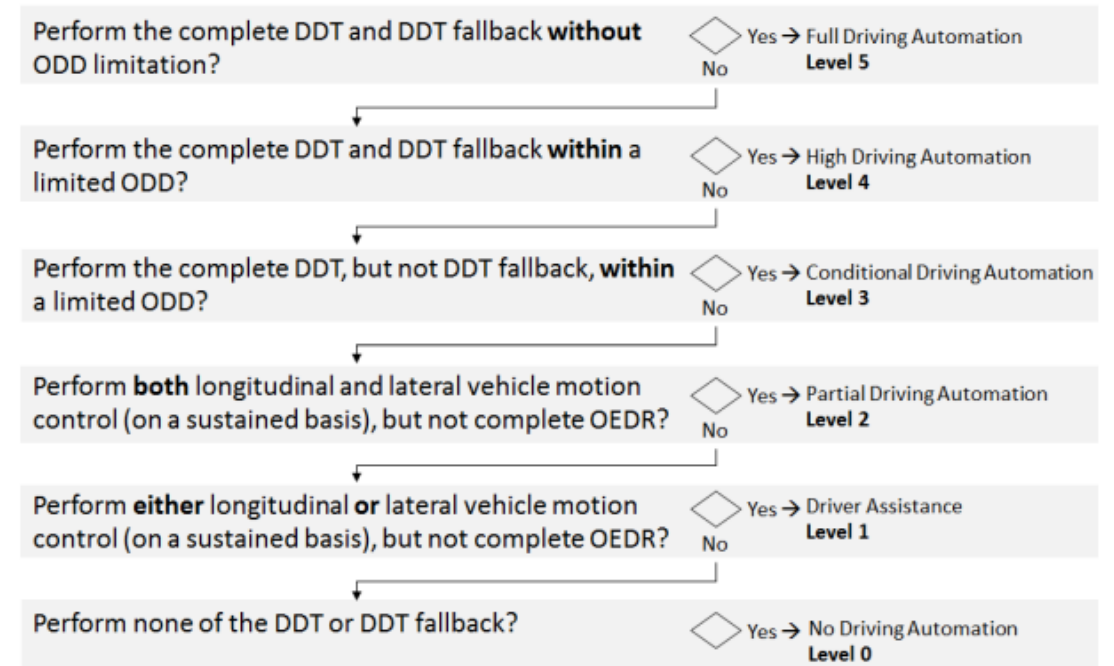 Perform the complete DDT and DDT fallback without
ODD limitation?
Yes → Full Driving Automation
Level 5
No
Perform the complete DDT and DDT fallback within a
limited ODD?
Yes → High Driving Automation
Level 4
No
Perform the complete DDT, but not DDT fallback, within
a limited ODD?
Yes → Conditional Driving Automation
Level 3
No
Perform both longitudinal and lateral vehicle motion
control (on a sustained basis), but not complete OEDR?
Yes → Partial Driving Automation
Level 2
No
Perform either longitudinal or lateral vehicle motion
control (on a sustained basis), but not complete OEDR?
Yes → Driver Assistance
Level 1
No
Perform none of the DDT or DDT fallback?
Yes → No Driving Automation
Level 0